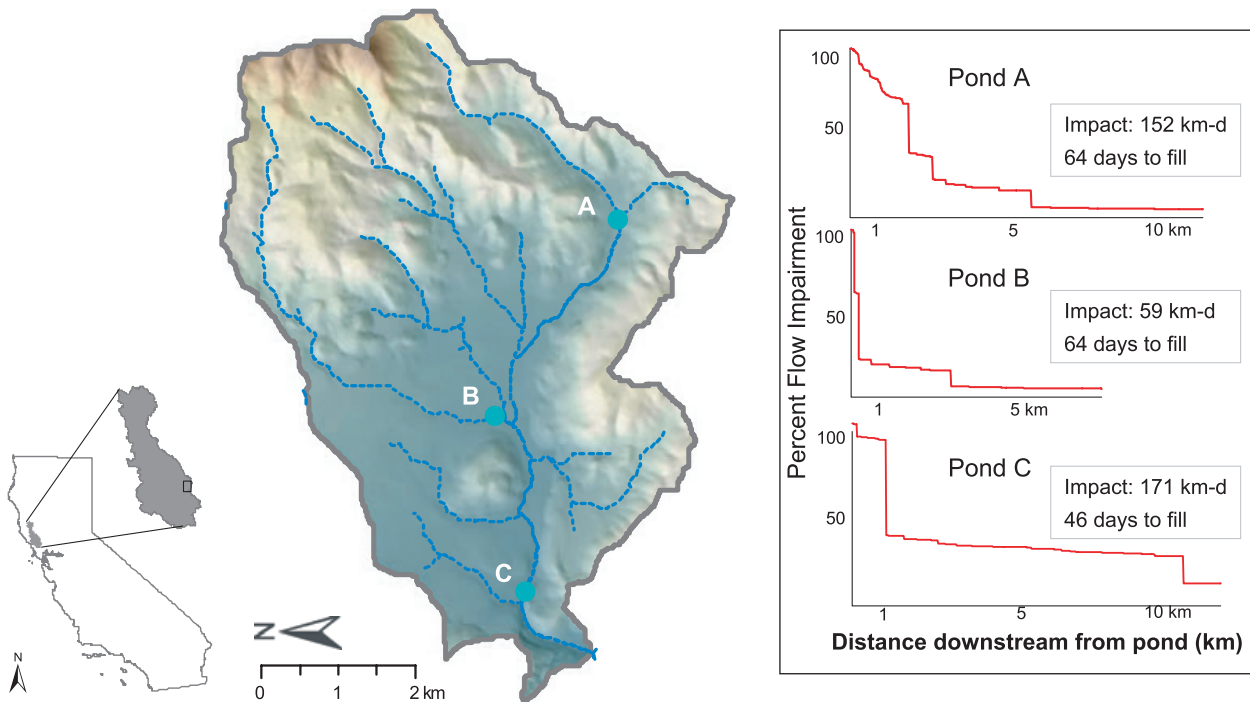 A
B
C
N
0 1 2 km
N
Percent Flow Impairment
100
50
Pond A
Impact: 152 km-d
64 days to fill
1 5 10 km
100
50
Pond B
Impact: 59 km-d
64 days to fill
1 5 km
100
50
Pond C
Impact: 171 km-d
46 days to fill
1 5 10 km
Distance downstream from pond (km)